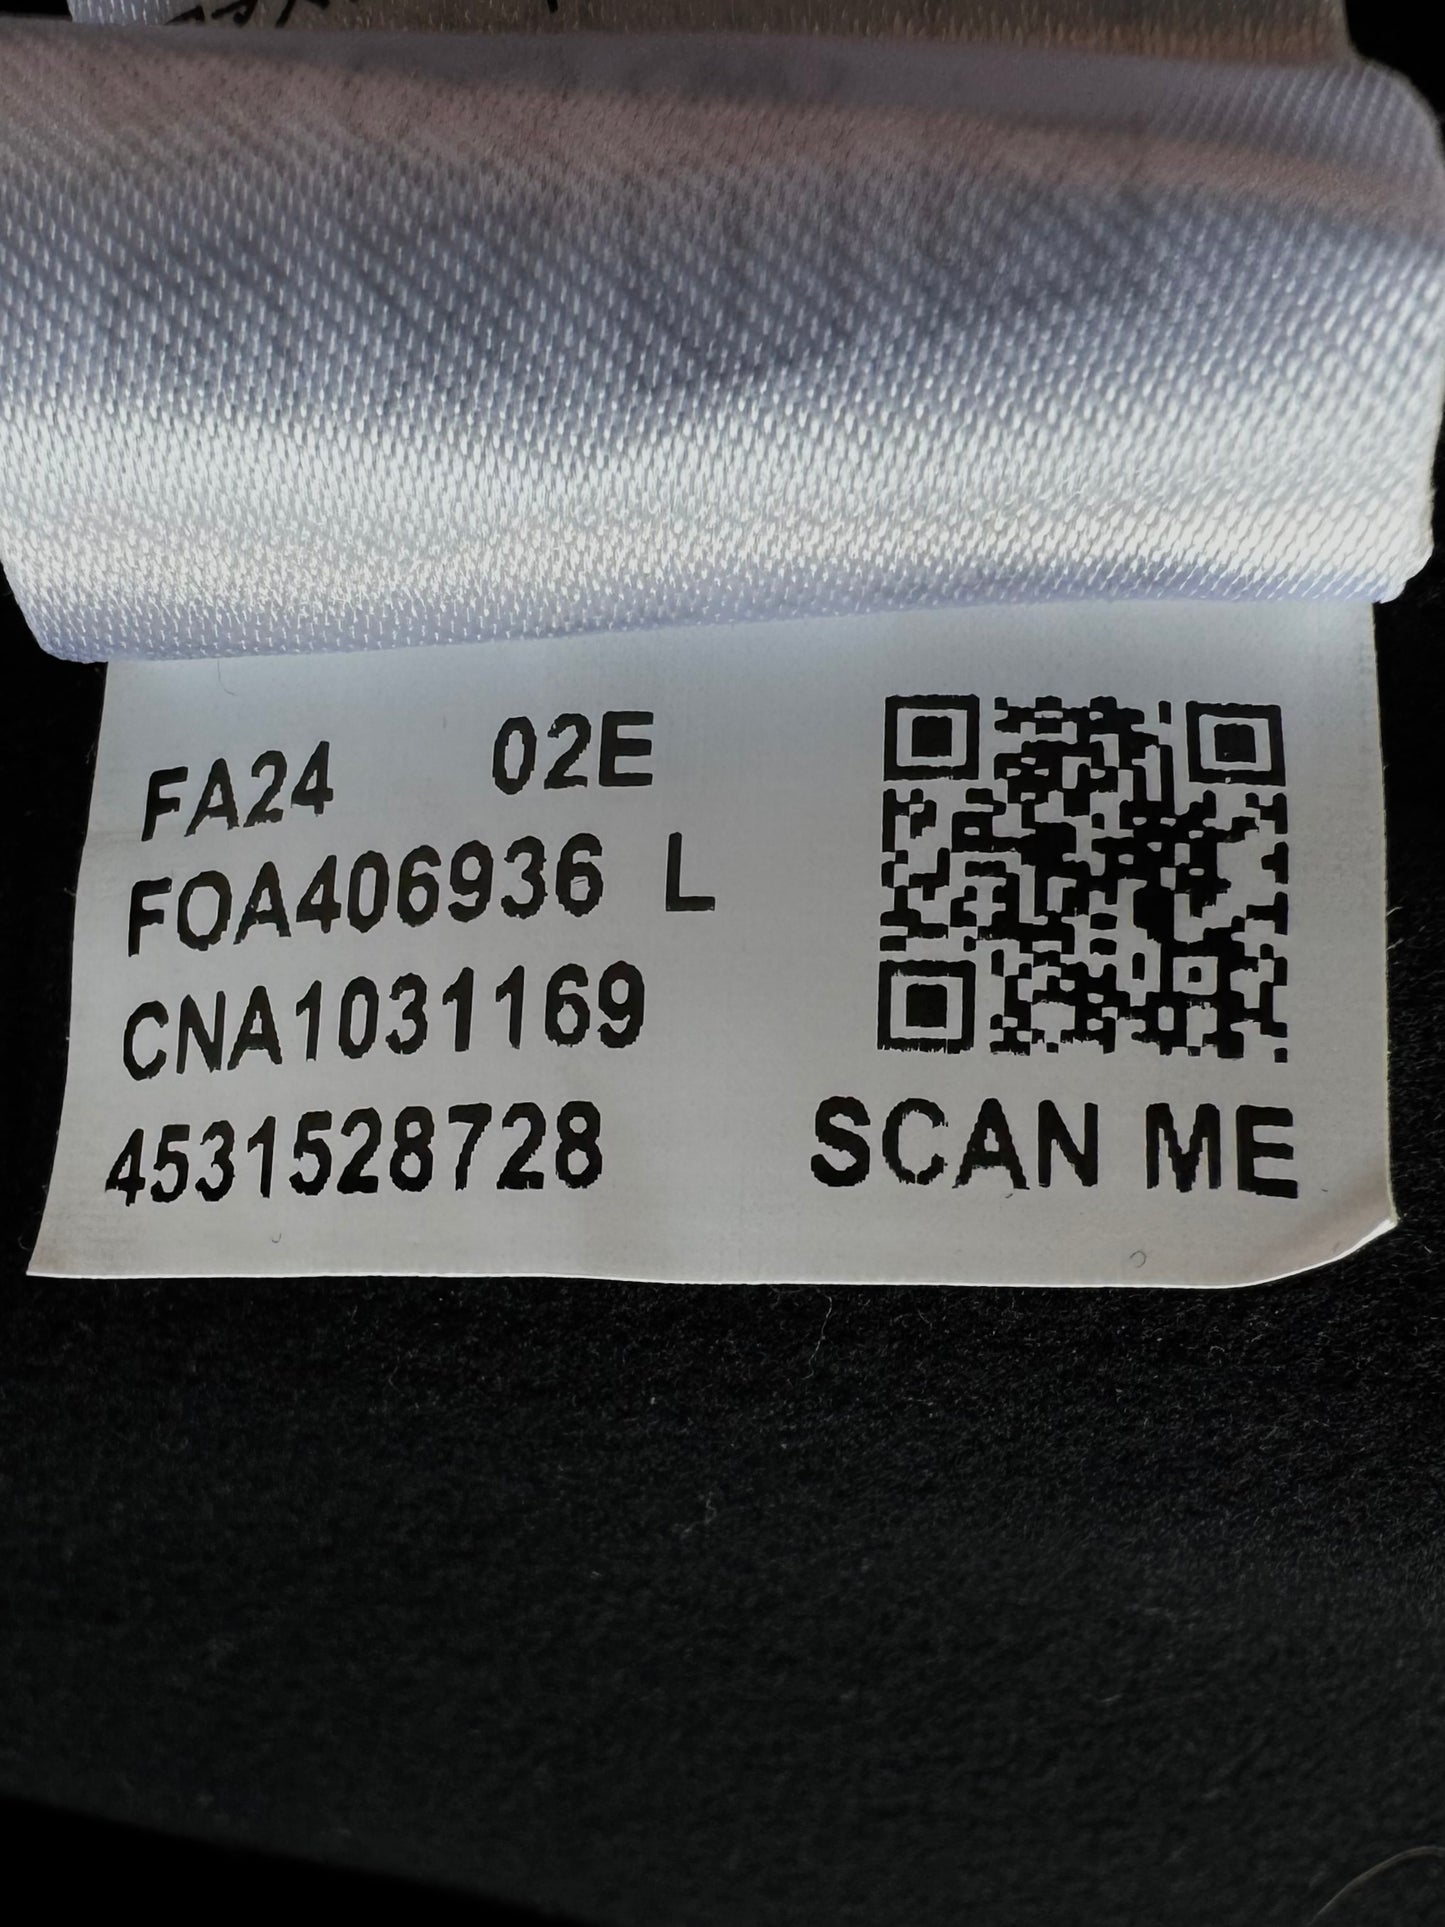 FA24 02E
FOA406936 L
CNA1031169
4531528728
SCAN ME